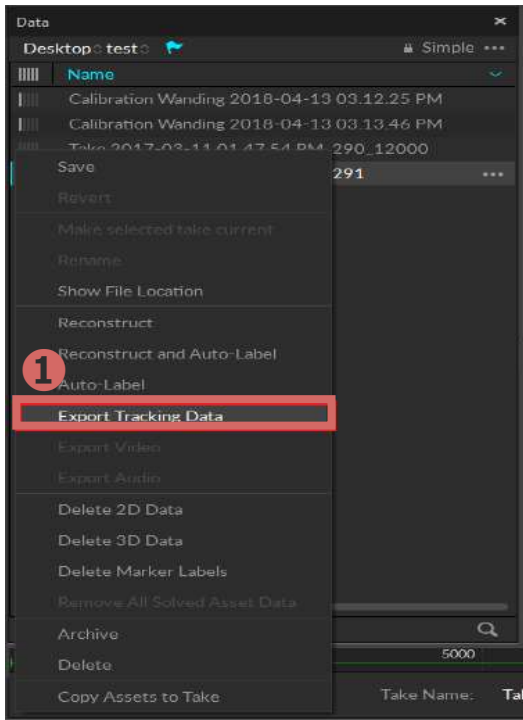 Data
Desktop test Simple
Name
Calibration Wanding 2018-04-13 03.12.25 PM
Calibration Wanding 2018-04-13 03.13.46 PM
Take 2017-03-11 01.47.54 PM_290_12000
291
Save
Revert
Make selected take current
Rename
Show File Location
Reconstruct
Reconstruct and Auto-Label
1
Auto-Label
Export Tracking Data
Export Video
Export Audio
Delete 2D Data
Delete 3D Data
Delete Marker Labels
Remove All Solved Asset Data
Archive
Delete
5000
Copy Assets to Take
Take Name: Tal